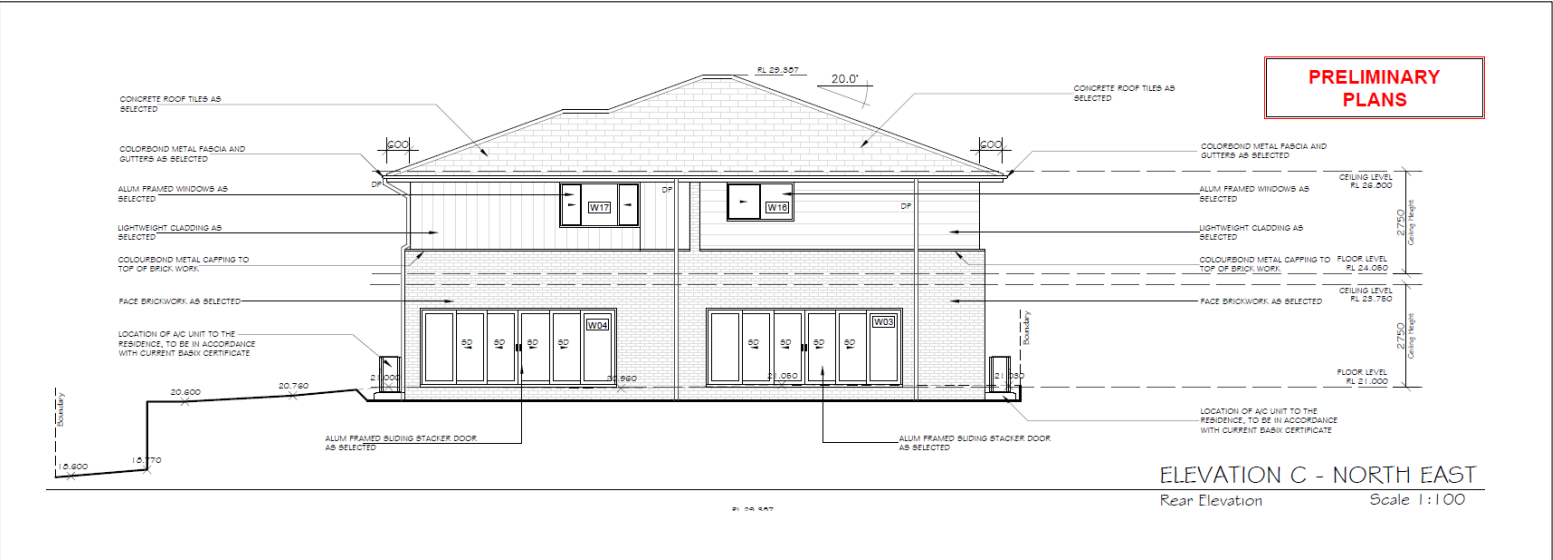 PRELIMINARY
PLANS
RL 29.387
20.0°
CONCRETE ROOF TILES AS
SELECTED
CONCRETE ROOF TILES AS
SELECTED
600
600
COLORBOND METAL FASCIA AND
GUTTERS AS SELECTED
COLORBOND METAL FASCIA AND
GUTTERS AS SELECTED
DP
DP
DP
CEILING LEVEL
RL 26.800
ALUM FRAMED WINDOWS AS
SELECTED
W17
W16
ALUM FRAMED WINDOWS AS
SELECTED
2750
Ceiling Height
LIGHTWEIGHT CLADDING AS
SELECTED
LIGHTWEIGHT CLADDING AS
SELECTED
COLOURBOND METAL CAPPING TO
TOP OF BRICK WORK
COLOURBOND METAL CAPPING TO
TOP OF BRICK WORK
FLOOR LEVEL
RL 24.050
CEILING LEVEL
RL 23.750
FACE BRICKWORK AS SELECTED
FACE BRICKWORK AS SELECTED
W04
W03
SD SD SD SD
SD SD SD SD
Boundary
2750
Ceiling Height
LOCATION OF A/C UNIT TO THE
RESIDENCE, TO BE IN ACCORDANCE
WITH CURRENT BASIX CERTIFICATE
21.000
20.960
21.050
21.030
FLOOR LEVEL
RL 21.000
20.600
20.760
Boundary
LOCATION OF A/C UNIT TO THE
RESIDENCE, TO BE IN ACCORDANCE
WITH CURRENT BASIX CERTIFICATE
ALUM FRAMED SLIDING STACKER DOOR
AS SELECTED
ALUM FRAMED SLIDING STACKER DOOR
AS SELECTED
18.600
18.770
ELEVATION C - NORTH EAST
Rear Elevation
Scale 1:100